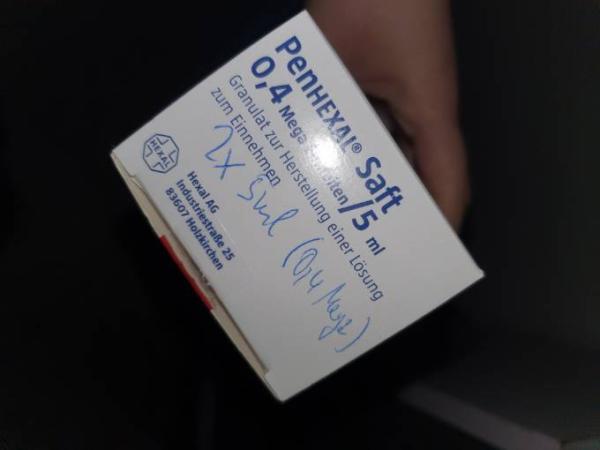 PenHEXAL® Saft
0,4 Mega Einheiten/5 ml
Granulat zur Herstellung einer Lösung
zum Einnehmen
2x 5ml (0,4 Mega)
HEXAL
Hexal AG
Industriestraße 25
83607 Holzkirchen